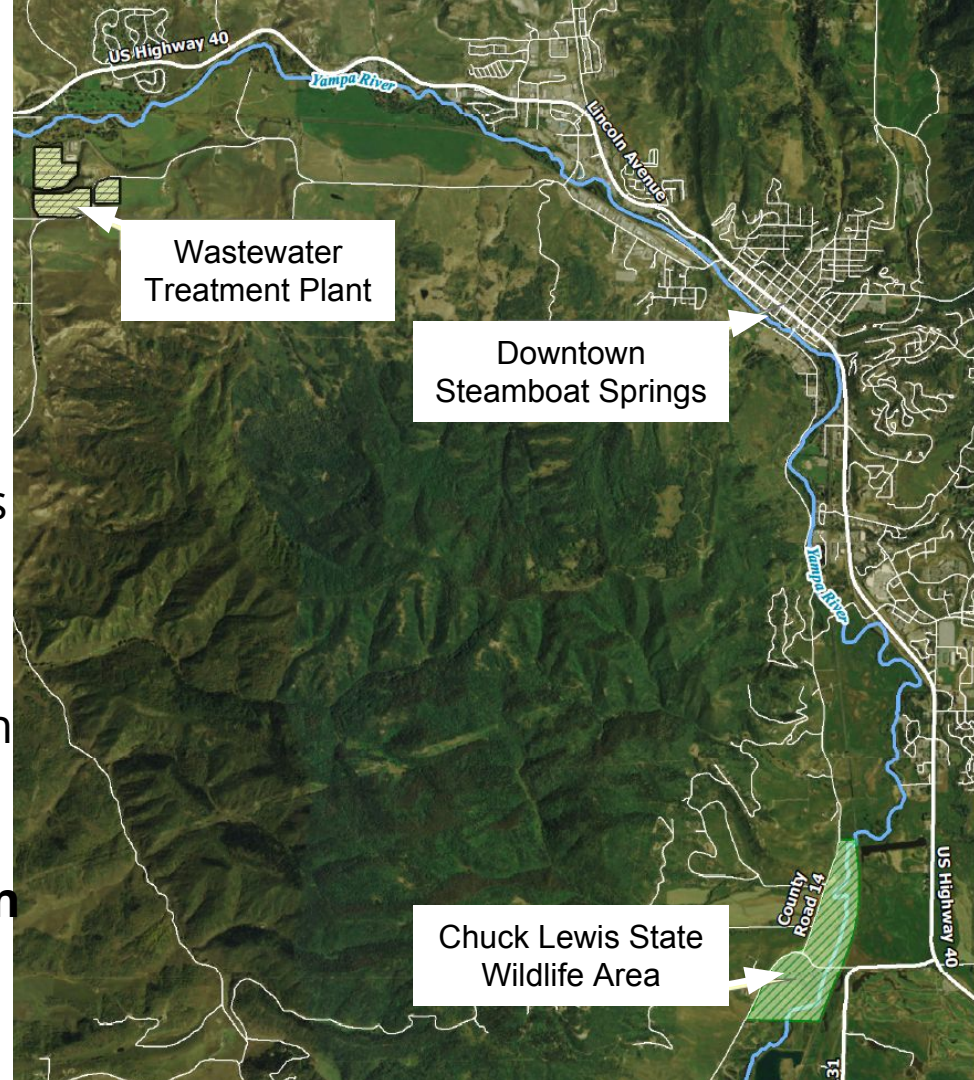 US Highway 40
Yampa River
Lincoln Avenue
Wastewater
Treatment Plant
Downtown
Steamboat Springs
s
Yampa River
n
n
County
Road 14
US Highway 40
Chuck Lewis State
Wildlife Area
31